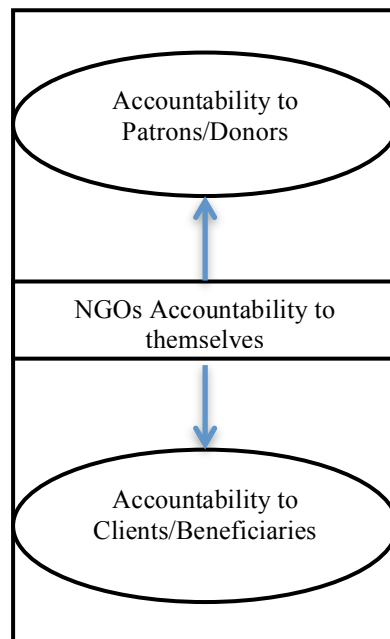 Accountability to
Patrons/Donors
NGOs Accountability to
themselves
Accountability to
Clients/Beneficiaries